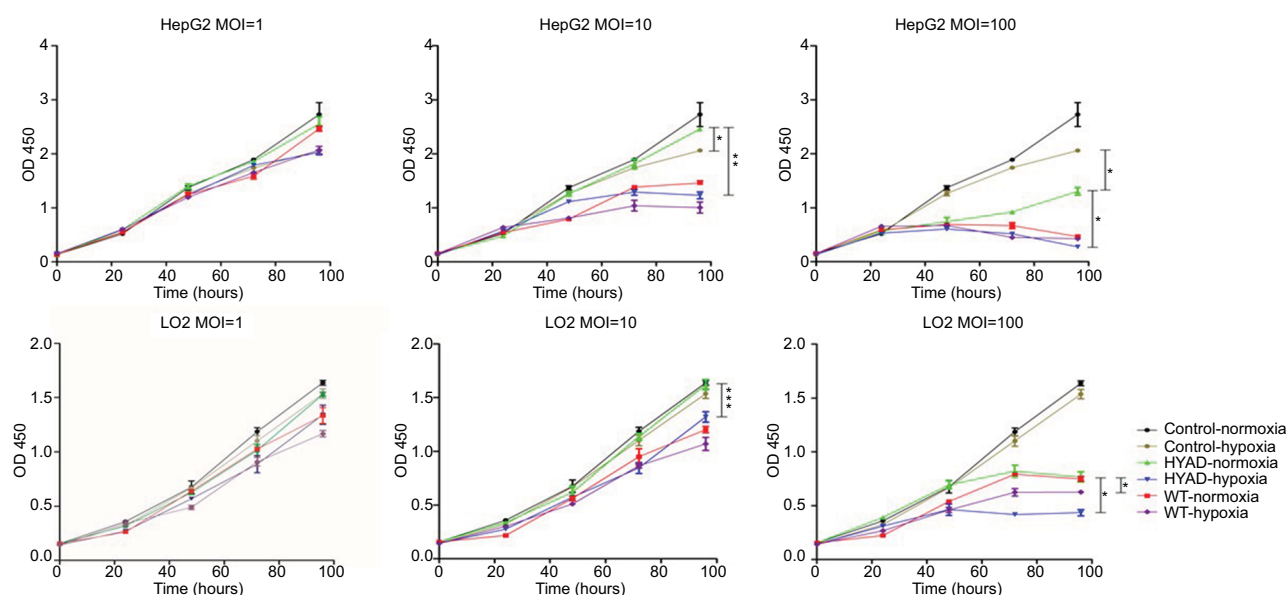 HepG2 MOI=1
4
3
2
1
0
OD 450
0 20 40 60 80 100
Time (hours)
HepG2 MOI=10
4
3
2
1
0
OD 450
0 20 40 60 80 100
Time (hours)
*
**
HepG2 MOI=100
4
3
2
1
0
OD 450
0 20 40 60 80 100
Time (hours)
*
*
LO2 MOI=1
2.0
1.5
1.0
0.5
0.0
OD 450
0 20 40 60 80 100
Time (hours)
LO2 MOI=10
2.0
1.5
1.0
0.5
0.0
OD 450
0 20 40 60 80 100
Time (hours)
***
LO2 MOI=100
2.0
1.5
1.0
0.5
0.0
OD 450
0 20 40 60 80 100
Time (hours)
*
*
Control-normoxia
Control-hypoxia
HYAD-normoxia
HYAD-hypoxia
WT-normoxia
WT-hypoxia